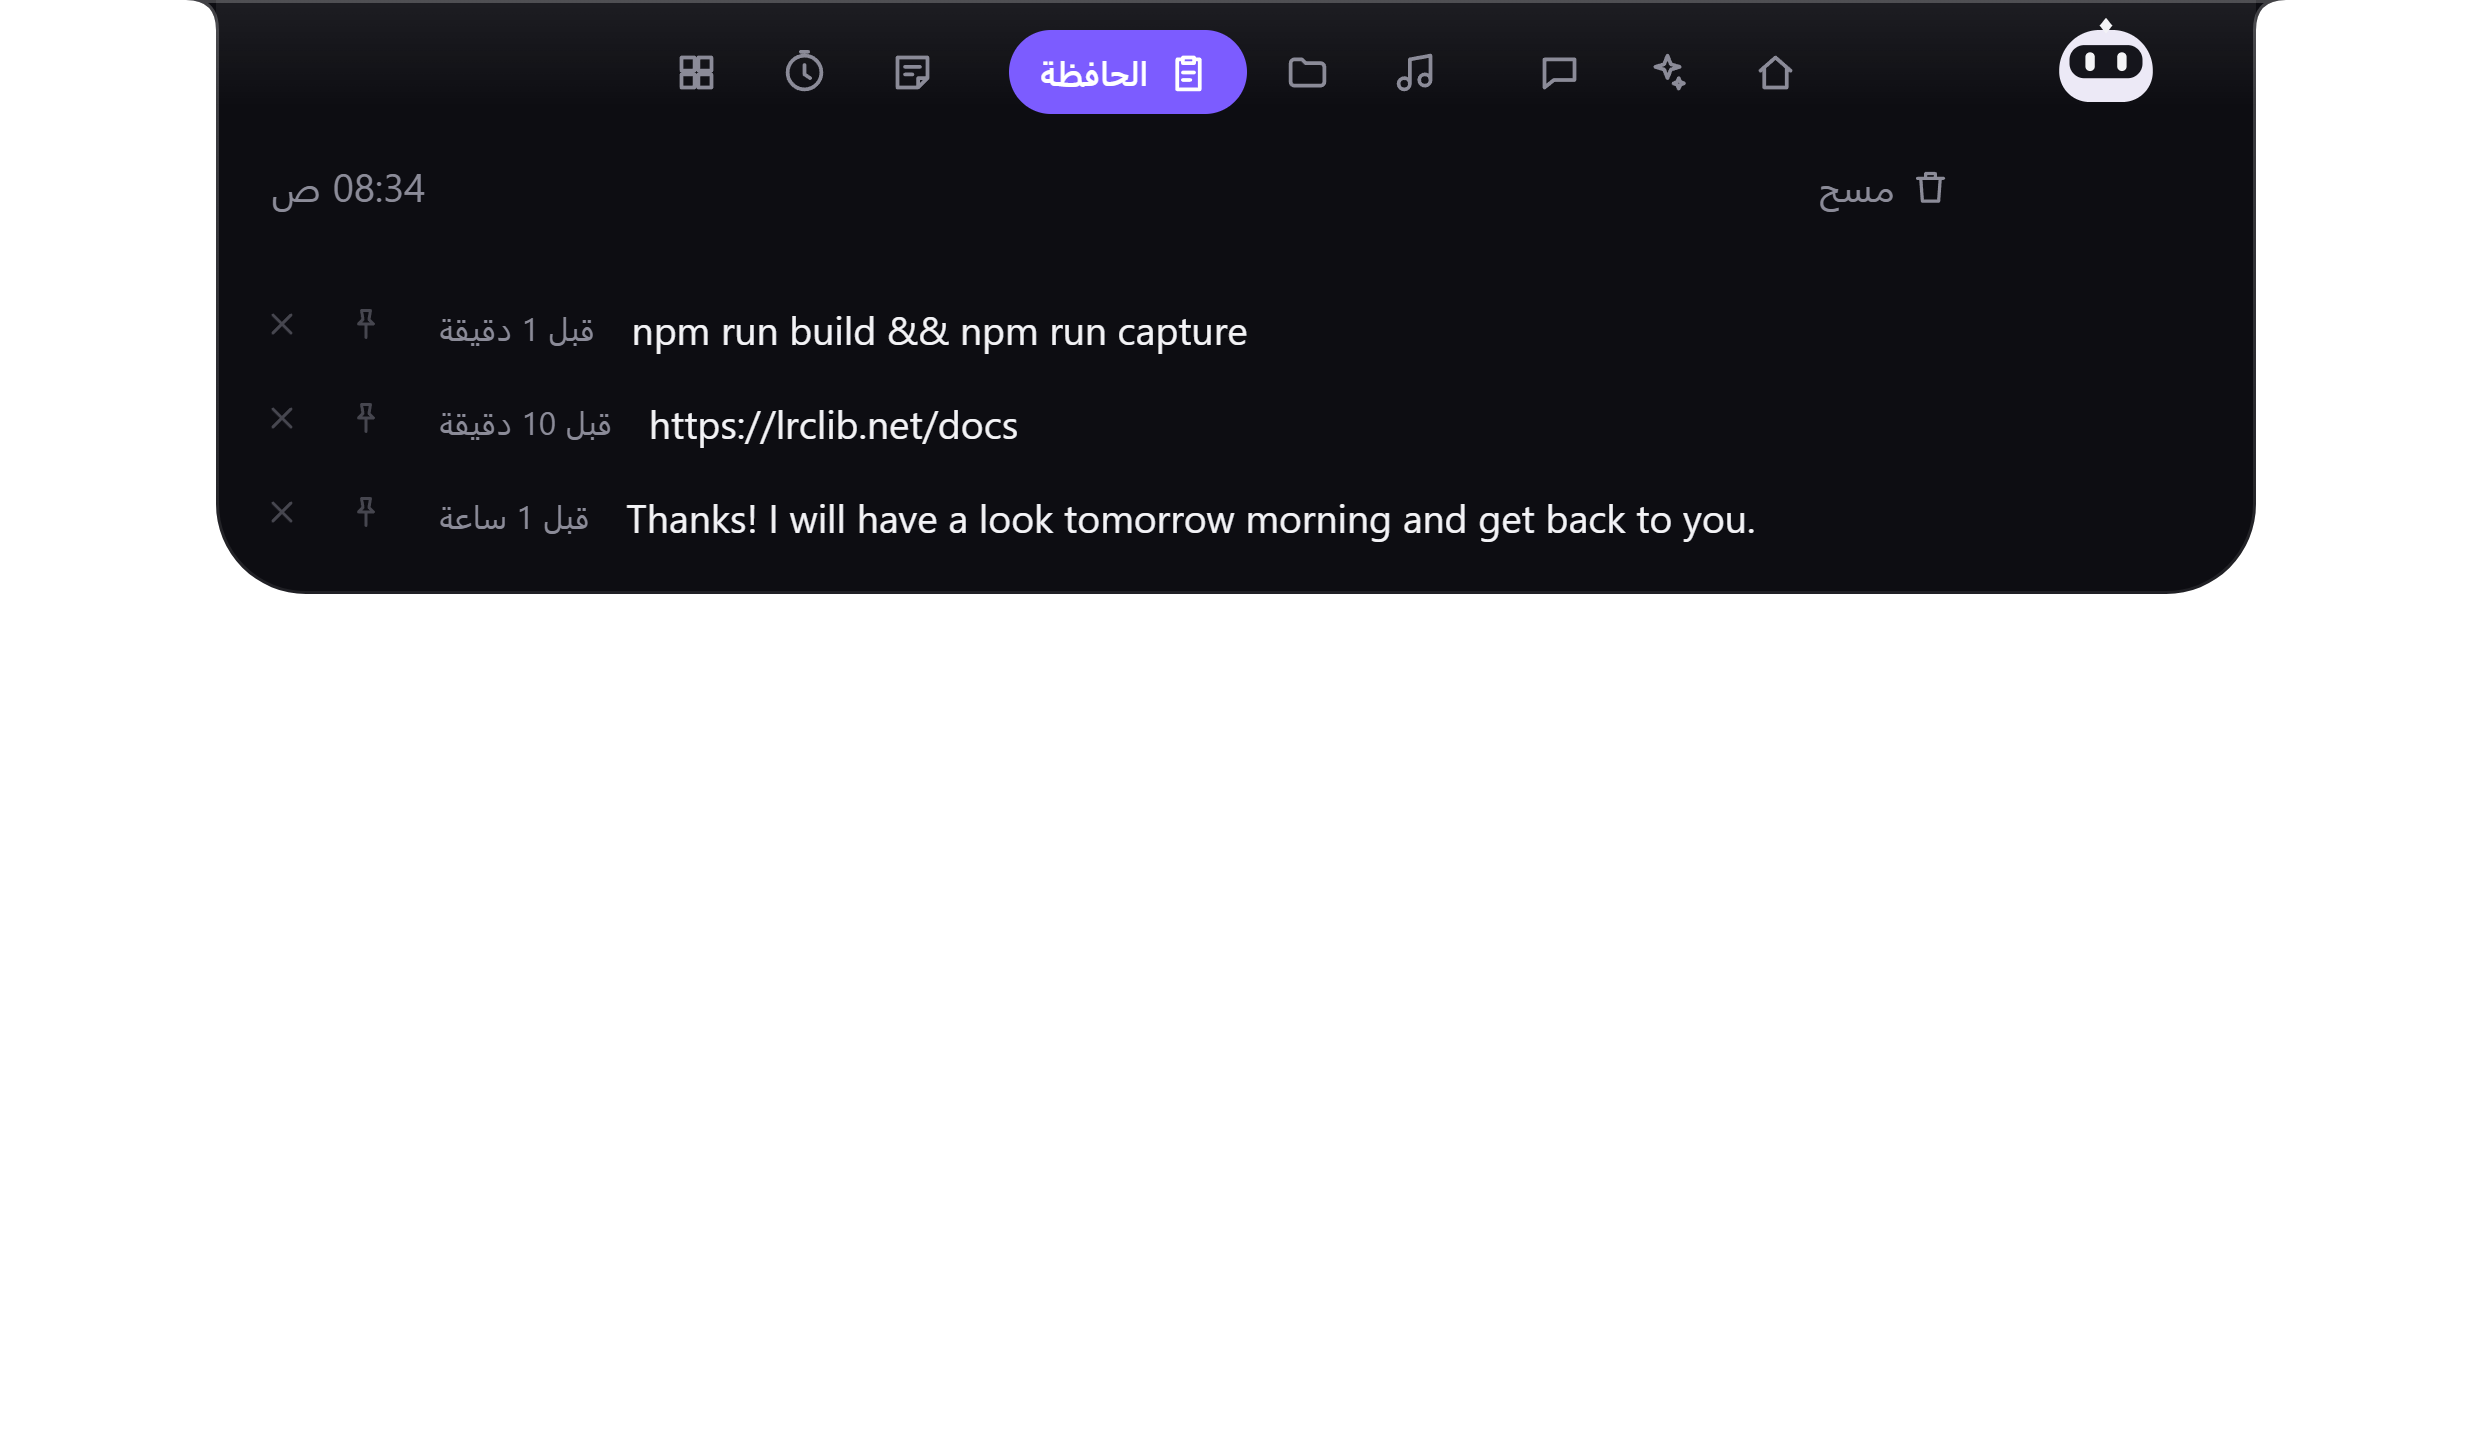 الحافظة
مسح
08:34 ص
npm run build && npm run capture
قبل 1 دقيقة
https://lrclib.net/docs
قبل 10 دقيقة
Thanks! I will have a look tomorrow morning and get back to you.
قبل 1 ساعة